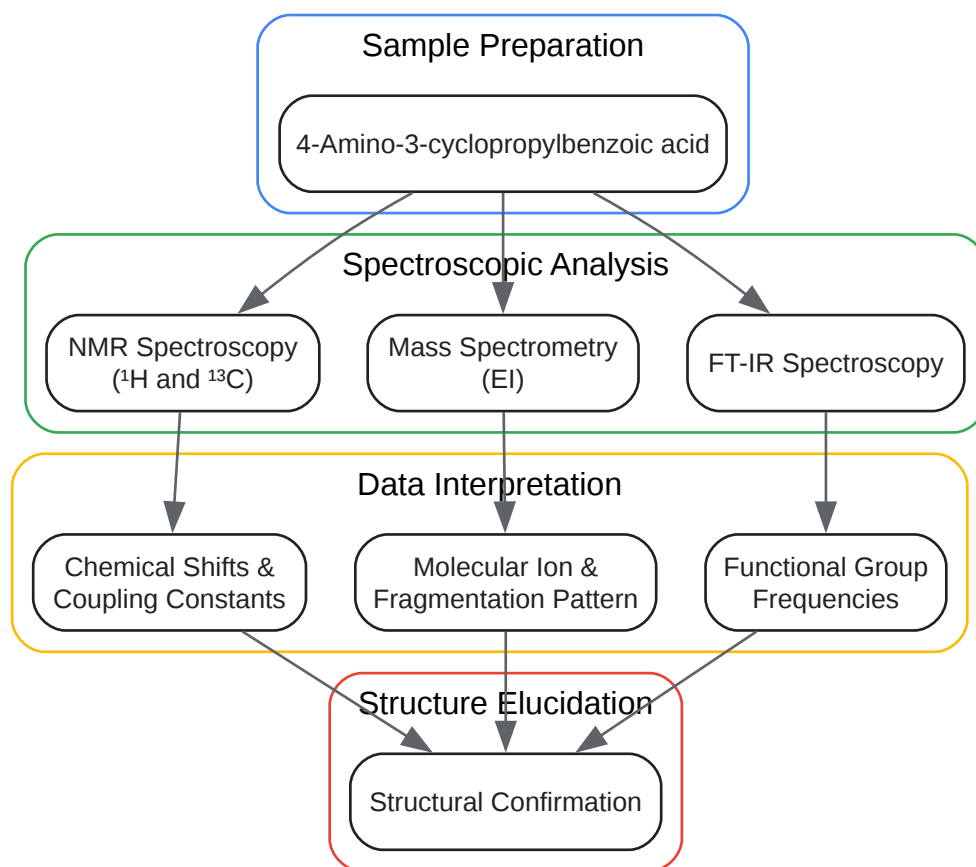 Sample Preparation
4-Amino-3-cyclopropylbenzoic acid
Spectroscopic Analysis
NMR Spectroscopy
(¹H and ¹³C)
Mass Spectrometry
(EI)
FT-IR Spectroscopy
Data Interpretation
Chemical Shifts &
Coupling Constants
Molecular Ion &
Fragmentation Pattern
Functional Group
Frequencies
Structure Elucidation
Structural Confirmation